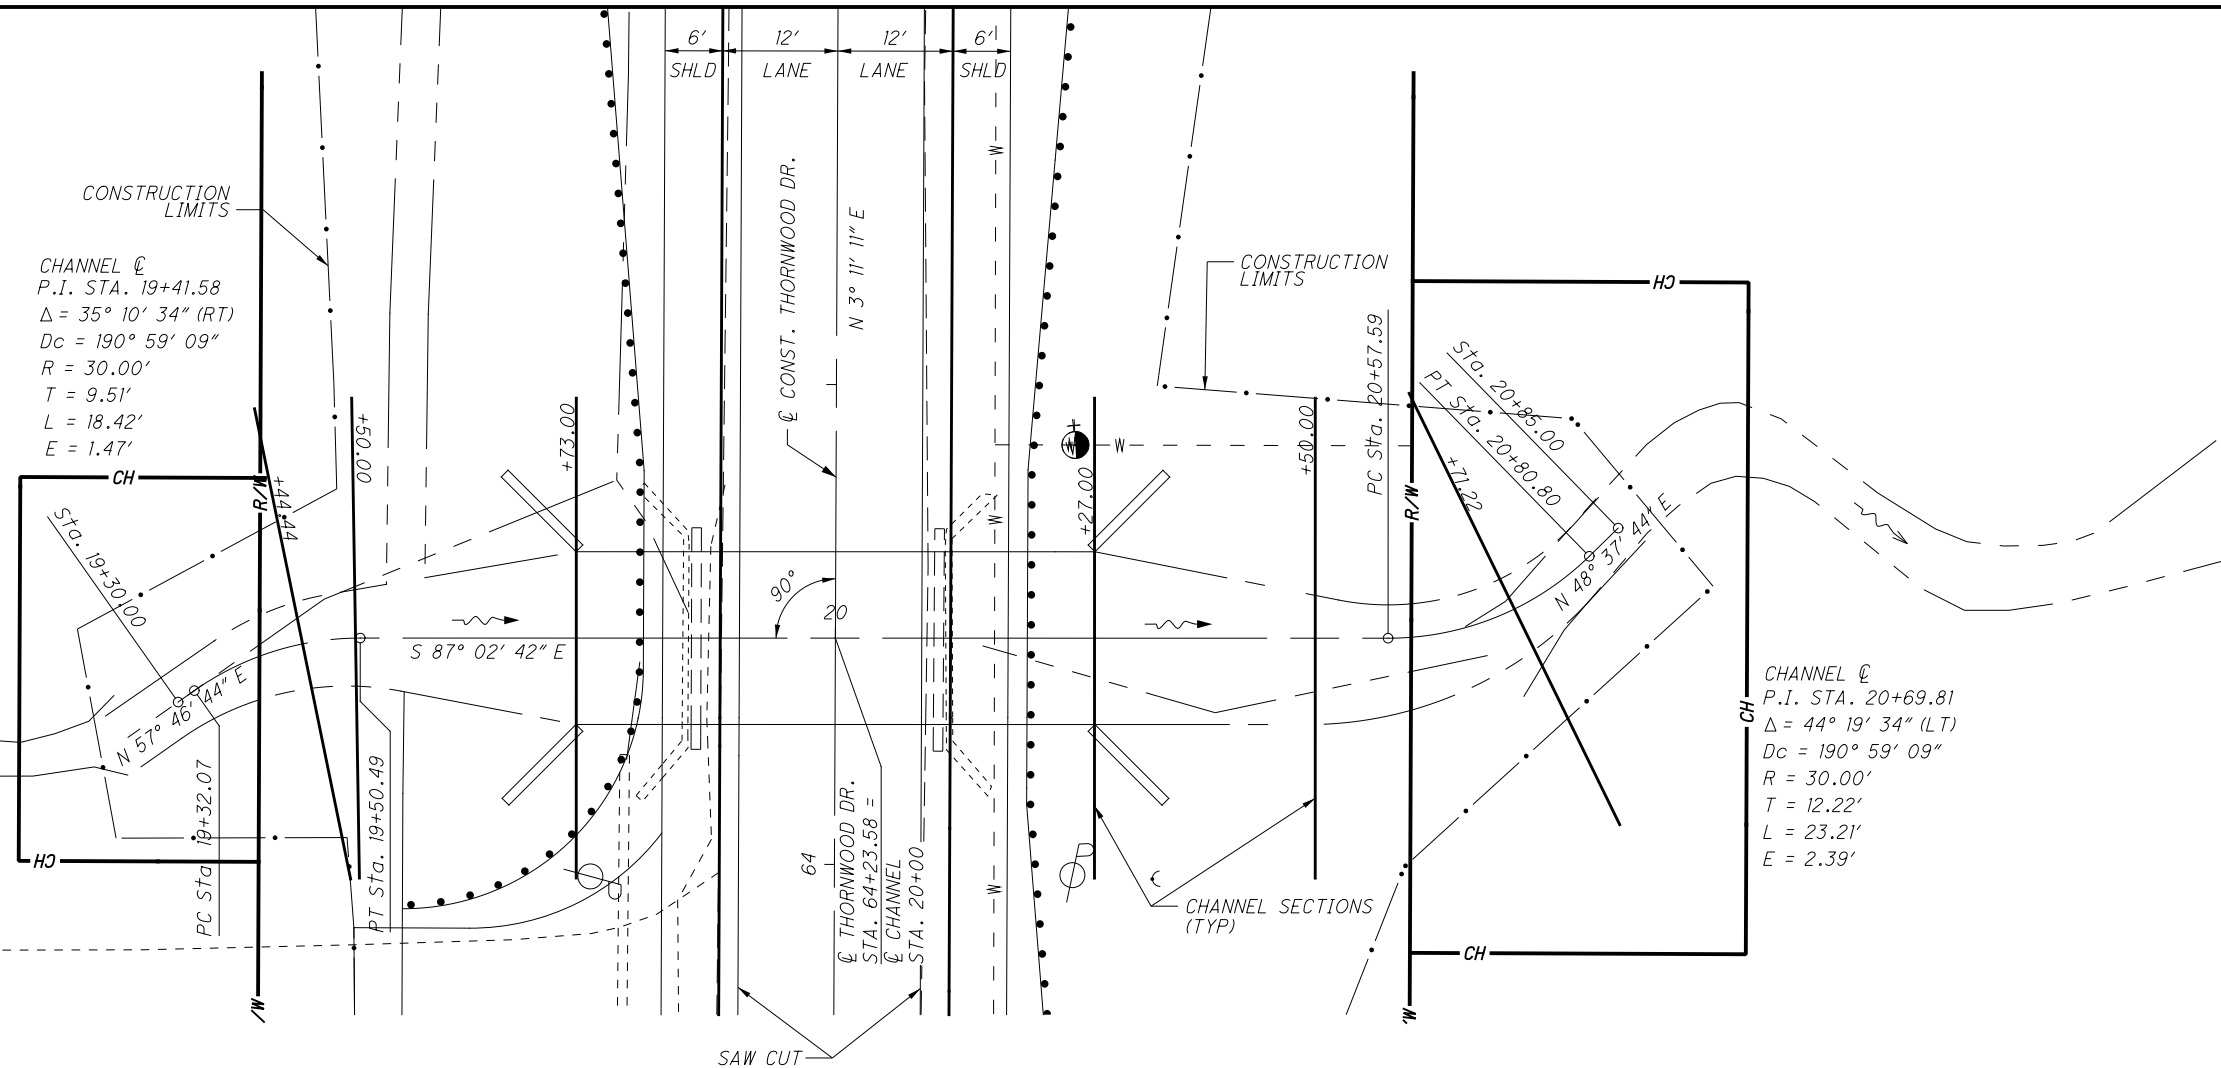 6' 12' 12' 6'
SHLD LANE LANE SHLD
CONSTRUCTION
LIMITS
CHANNEL ℄
P.I. STA. 19+41.58
Δ = 35° 10' 34" (RT)
Dc = 190° 59' 09"
R = 30.00'
T = 9.51'
L = 18.42'
E = 1.47'
CH
R/W
+44.44
+50.00
+73.00
Sta. 19+30.00
N 57° 46' 44" E
PC Sta 19+32.07
PT Sta. 19+50.49
CH
/W
S 87° 02' 42" E
℄ CONST. THORNWOOD DR.
N 3° 11' 11" E
W
W
W
90°
20
64
℄ THORNWOOD DR.
STA. 64+23.58 =
℄ CHANNEL
STA. 20+00
SAW CUT
W
W
+27.00
+50.00
CONSTRUCTION
LIMITS
PC Sta. 20+57.59
R/W
Sta. 20+85.00
PT Sta. 20+80.80
+71.22
N 48° 37' 44" E
CH
CH
CH
W
CHANNEL SECTIONS
(TYP)
CHANNEL ℄
P.I. STA. 20+69.81
Δ = 44° 19' 34" (LT)
Dc = 190° 59' 09"
R = 30.00'
T = 12.22'
L = 23.21'
E = 2.39'